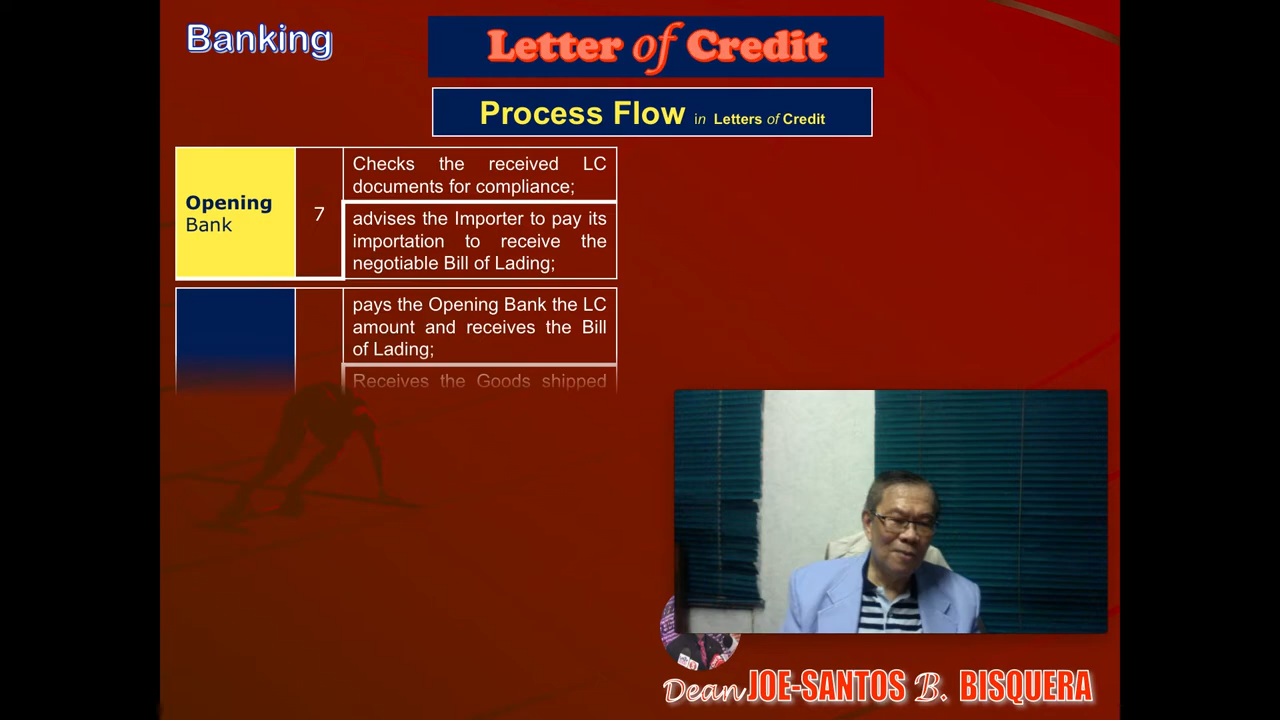 Banking
Letter of Credit
Process Flow in Letters of Credit
Opening
Bank
7
Checks the received LC
documents for compliance;
advises the Importer to pay its
importation to receive the
negotiable Bill of Lading;
pays the Opening Bank the LC
amount and receives the Bill
of Lading;
Receives the Goods shipped
Dean JOE-SANTOS B. BISQUERA